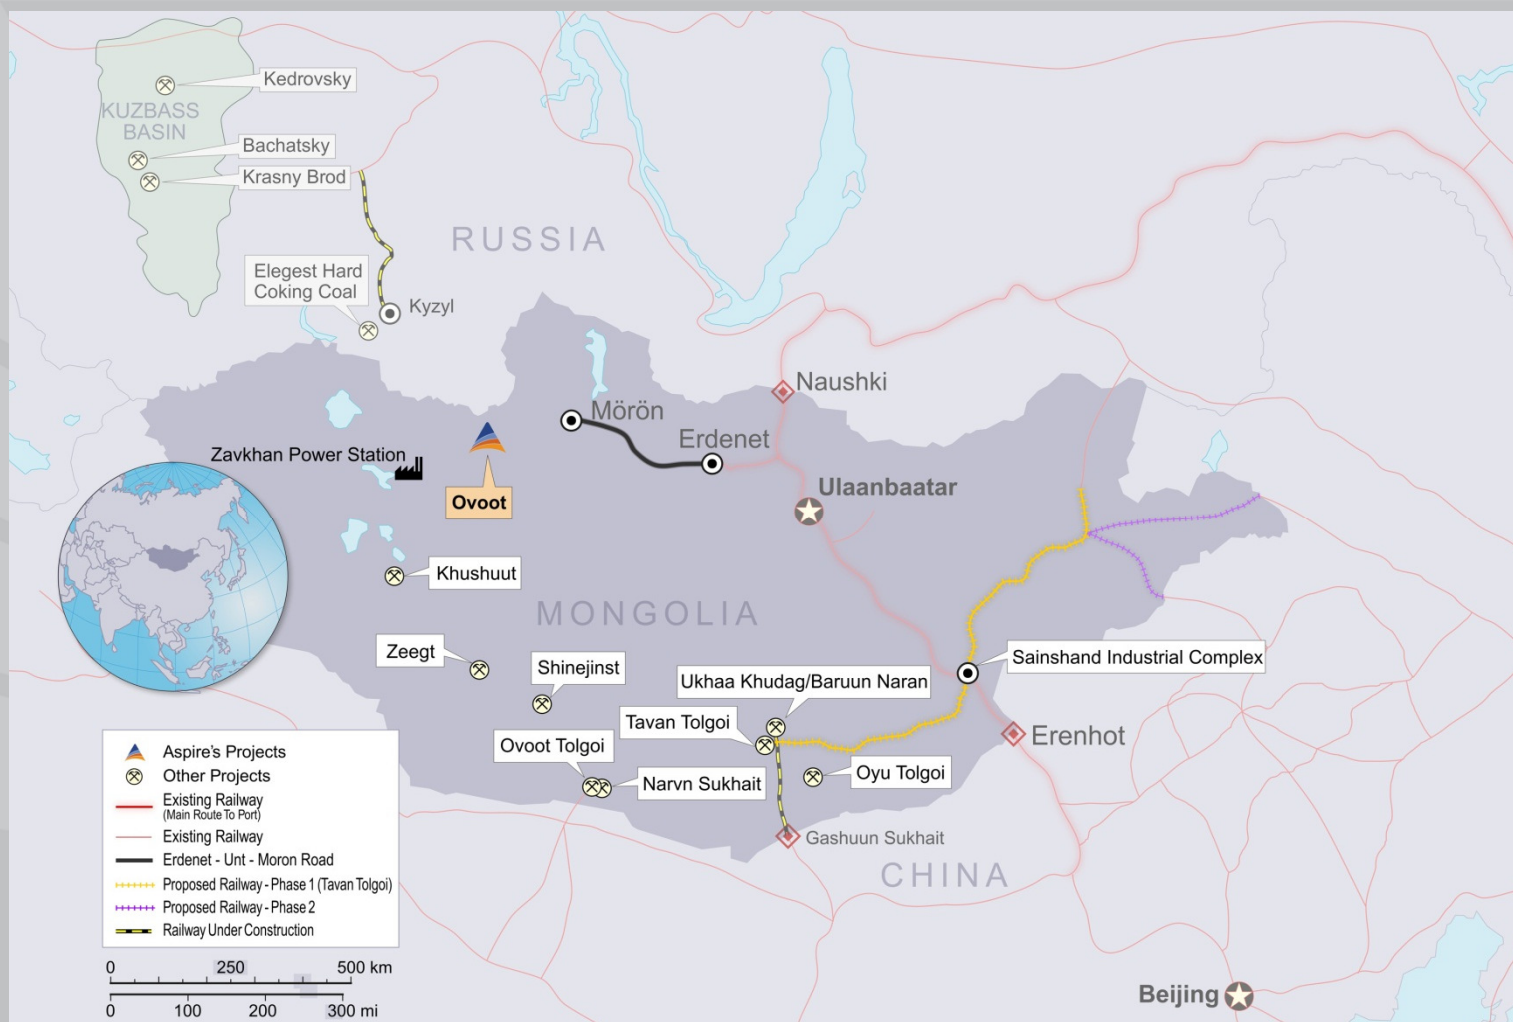 Kedrovsky
KUZBASS
BASIN
Bachatsky
Krasny Brod
RUSSIA
Elegest Hard
Coking Coal
Kyzyl
Naushki
Mörön
Erdenet
Zavkhan Power Station
Ovoot
Ulaanbaatar
Khushuut
MONGOLIA
Zeegt
Shinejinst
Sainshand Industrial Complex
Ukhaa Khudag/Baruun Naran
Tavan Tolgoi
Erenhot
Ovoot Tolgoi
Narvn Sukhait
Oyu Tolgoi
Gashuun Sukhait
CHINA
Beijing
Aspire's Projects
Other Projects
Existing Railway
(Main Route To Port)
Existing Railway
Erdenet - Unt - Moron Road
Proposed Railway - Phase 1 (Tavan Tolgoi)
Proposed Railway - Phase 2
Railway Under Construction
0 250 500 km
0 100 200 300 mi